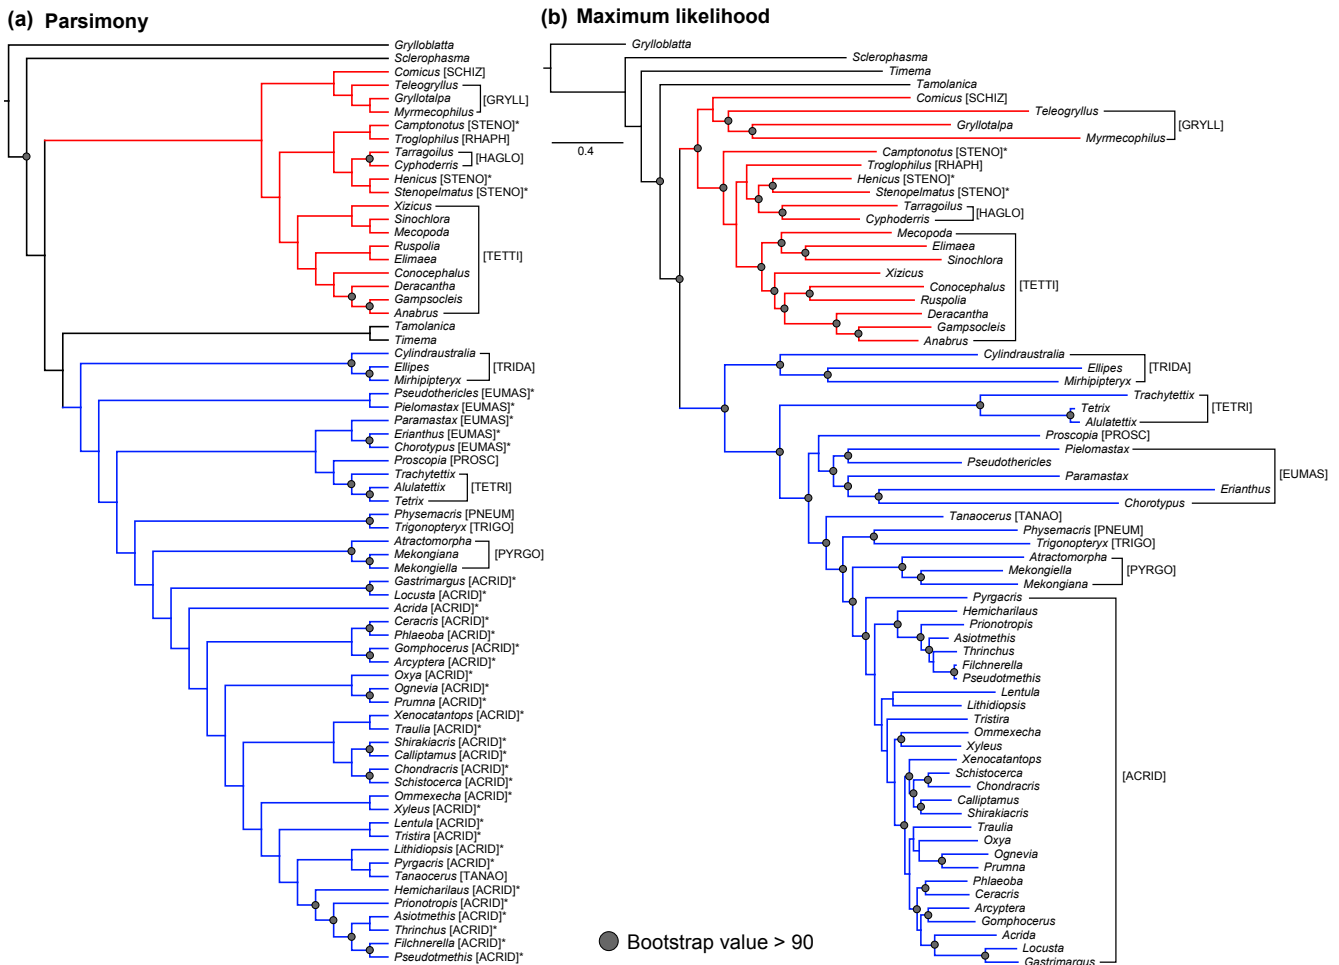 (a) Parsimony
Grylloblatta
Sclerophasma
Comicus [SCHIZ]
Teleogryllus
Gryllotalpa
Myrmecophilus
[GRYLL]
Camptonotus [STENO]*
Troglophilus [RHAPH]
Tarragoilus
Cyphoderris
[HAGLO]
Henicus [STENO]*
Stenopelmatus [STENO]*
Xizicus
Sinochlora
Mecopoda
Ruspolia
Elimaea
Conocephalus
Deracantha
Gampsocleis
Anabrus
[TETTI]
Tamolanica
Timema
Cylindraustralia
Ellipes
Mirhipipteryx
[TRIDA]
Pseudothericles [EUMAS]*
Pielomastax [EUMAS]*
Paramastax [EUMAS]*
Erianthus [EUMAS]*
Chorotypus [EUMAS]*
Proscopia [PROSC]
Trachytettix
Alulatettix
Tetrix
[TETRI]
Physemacris [PNEUM]
Trigonopteryx [TRIGO]
Atractomorpha
Mekongiana
Mekongiella
[PYRGO]
Gastrimargus [ACRID]*
Locusta [ACRID]*
Acrida [ACRID]*
Ceracris [ACRID]*
Phlaeoba [ACRID]*
Gomphocerus [ACRID]*
Arcyptera [ACRID]*
Oxya [ACRID]*
Ognevia [ACRID]*
Prumna [ACRID]*
Xenocatantops [ACRID]*
Traulia [ACRID]*
Shirakiacris [ACRID]*
Calliptamus [ACRID]*
Chondracris [ACRID]*
Schistocerca [ACRID]*
Ommexecha [ACRID]*
Xyleus [ACRID]*
Lentula [ACRID]*
Tristira [ACRID]*
Lithidiopsis [ACRID]*
Pyrgacris [ACRID]*
Tanaocerus [TANAO]
Hemicharilaus [ACRID]*
Prionotropis [ACRID]*
Asiotmethis [ACRID]*
Thrinchus [ACRID]*
Filchnerella [ACRID]*
Pseudotmethis [ACRID]*
(b) Maximum likelihood
Grylloblatta
Sclerophasma
Timema
Tamolanica
0.4
Comicus [SCHIZ]
Teleogryllus
Gryllotalpa
Myrmecophilus
[GRYLL]
Camptonotus [STENO]*
Troglophilus [RHAPH]
Henicus [STENO]*
Stenopelmatus [STENO]*
Tarragoilus
Cyphoderris
[HAGLO]
Mecopoda
Elimaea
Sinochlora
Xizicus
Conocephalus
Ruspolia
Deracantha
Gampsocleis
Anabrus
[TETTI]
Cylindraustralia
Ellipes
Mirhipipteryx
[TRIDA]
Trachytettix
Tetrix
Alulatettix
[TETRI]
Proscopia [PROSC]
Pielomastax
Pseudothericles
Paramastax
Erianthus
Chorotypus
[EUMAS]
Tanaocerus [TANAO]
Physemacris [PNEUM]
Trigonopteryx [TRIGO]
Atractomorpha
Mekongiella
Mekongiana
[PYRGO]
Pyrgacris
Hemicharilaus
Prionotropis
Asiotmethis
Thrinchus
Filchnerella
Pseudotmethis
Lentula
Lithidiopsis
Tristira
Ommexecha
Xyleus
Xenocatantops
Schistocerca
Chondracris
Calliptamus
Shirakiacris
Traulia
Oxya
Ognevia
Prumna
Phlaeoba
Ceracris
Arcyptera
Gomphocerus
Acrida
Locusta
Gastrimargus
[ACRID]
Bootstrap value > 90